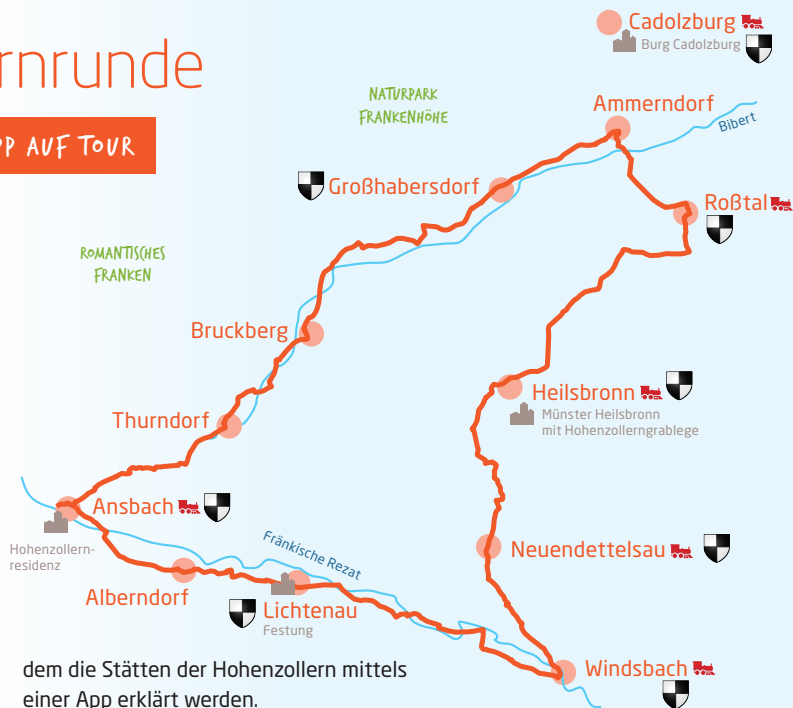 rnrunde
PP AUF TOUR
Cadolzburg
Burg Cadolzburg
NATURPARK
FRANKENHÖHE
Ammerndorf
Bibert
Großhabersdorf
Roßtal
ROMANTISCHES
FRANKEN
Bruckberg
Heilsbronn
Münster Heilsbronn
mit Hohenzollerngrablege
Thurndorf
Ansbach
Hohenzollern-
residenz
Fränkische Rezat
Neuendettelsau
Alberndorf
Lichtenau
Festung
Windsbach
dem die Stätten der Hohenzollern mittels
einer App erklärt werden.